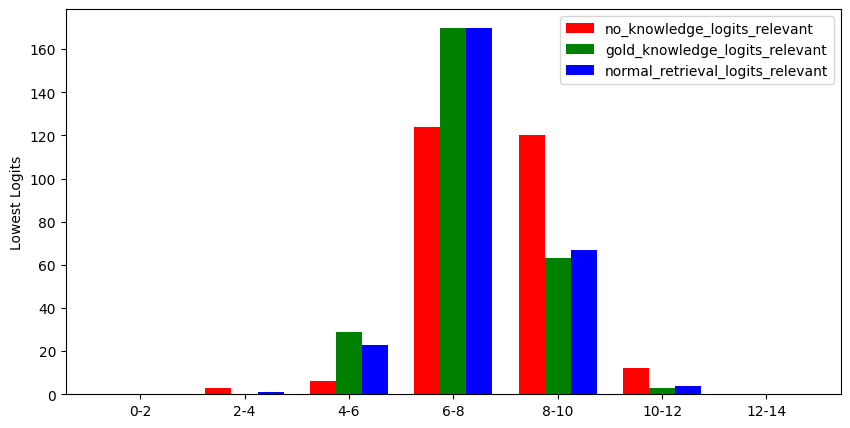 no_knowledge_logits_relevant
gold_knowledge_logits_relevant
normal_retrieval_logits_relevant
Lowest Logits
160
140
120
100
80
60
40
20
0
0-2 2-4 4-6 6-8 8-10 10-12 12-14